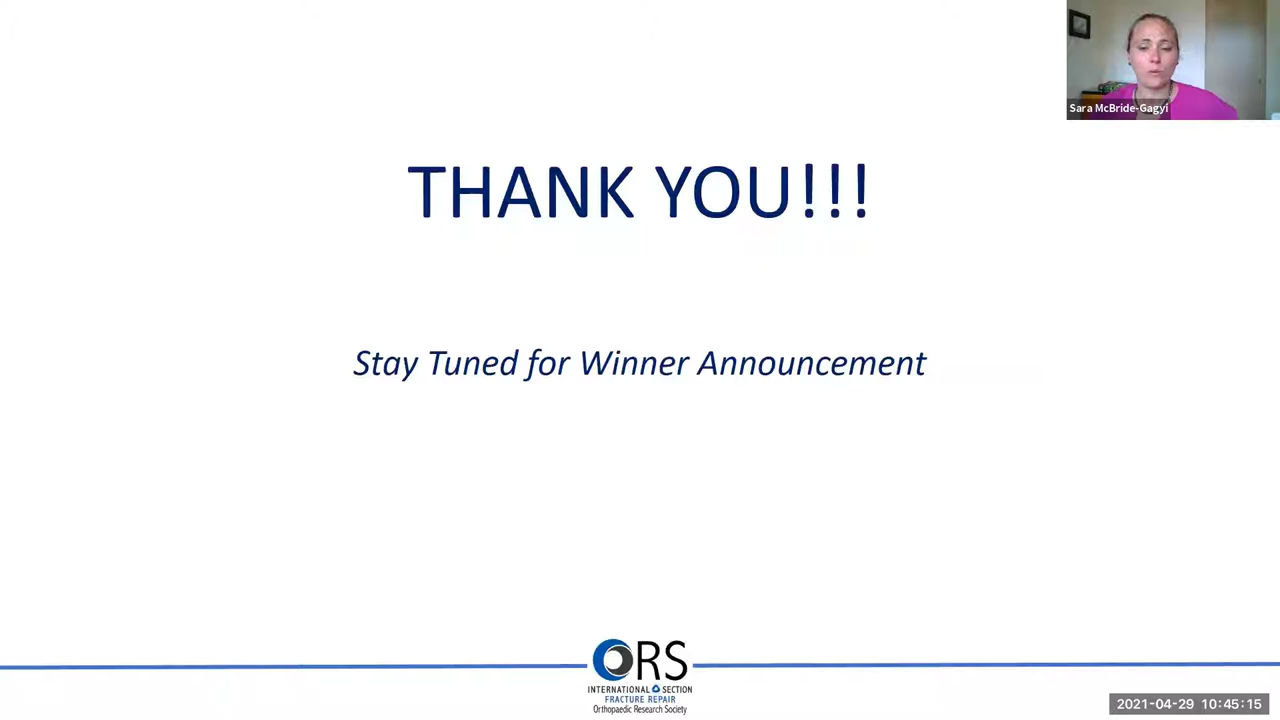 Sara McBride-Gagyi
THANK YOU!!!
Stay Tuned for Winner Announcement
ORS
INTERNATIONAL SECTION
FRACTURE REPAIR
Orthopaedic Research Society
2021-04-29 10:45:15